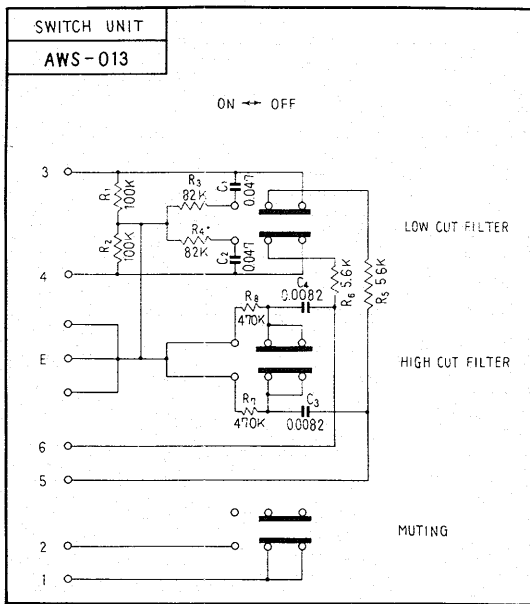 SWITCH UNIT
AWS-013
ON ↔ OFF
3
R1
100K
R3
82K
C1
0.047
R2
100K
R4*
82K
C2
0.047
LOW CUT FILTER
4
R6 5.6K
R5 5.6K
C4
0.0082
R8
470K
E
HIGH CUT FILTER
R7
470K
C3
0.0082
6
5
2
MUTING
1